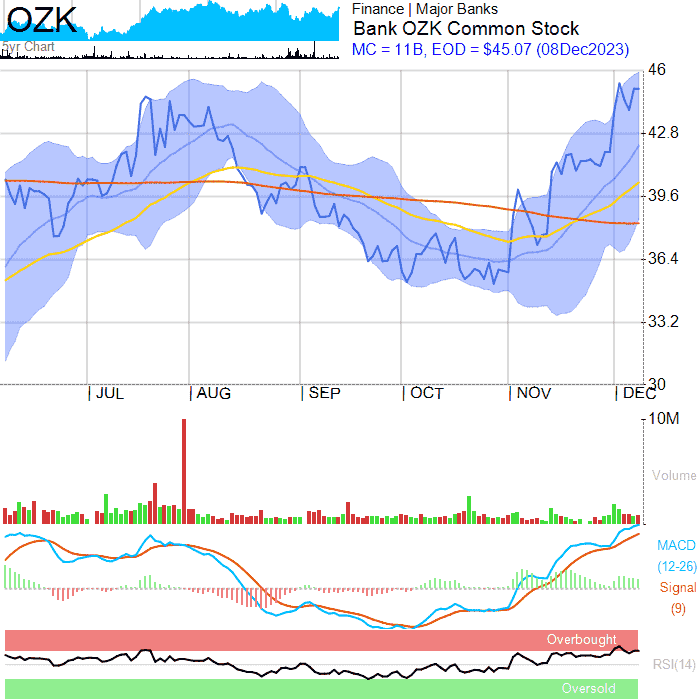 OZK
5yr Chart
Finance | Major Banks
Bank OZK Common Stock
MC = 11B, EOD = $45.07 (08Dec2023)
46
42.8
39.6
36.4
33.2
30
| JUL | AUG | SEP | OCT | NOV | DEC
10M
Volume
MACD
(12-26)
Signal
(9)
Overbought
RSI(14)
Oversold